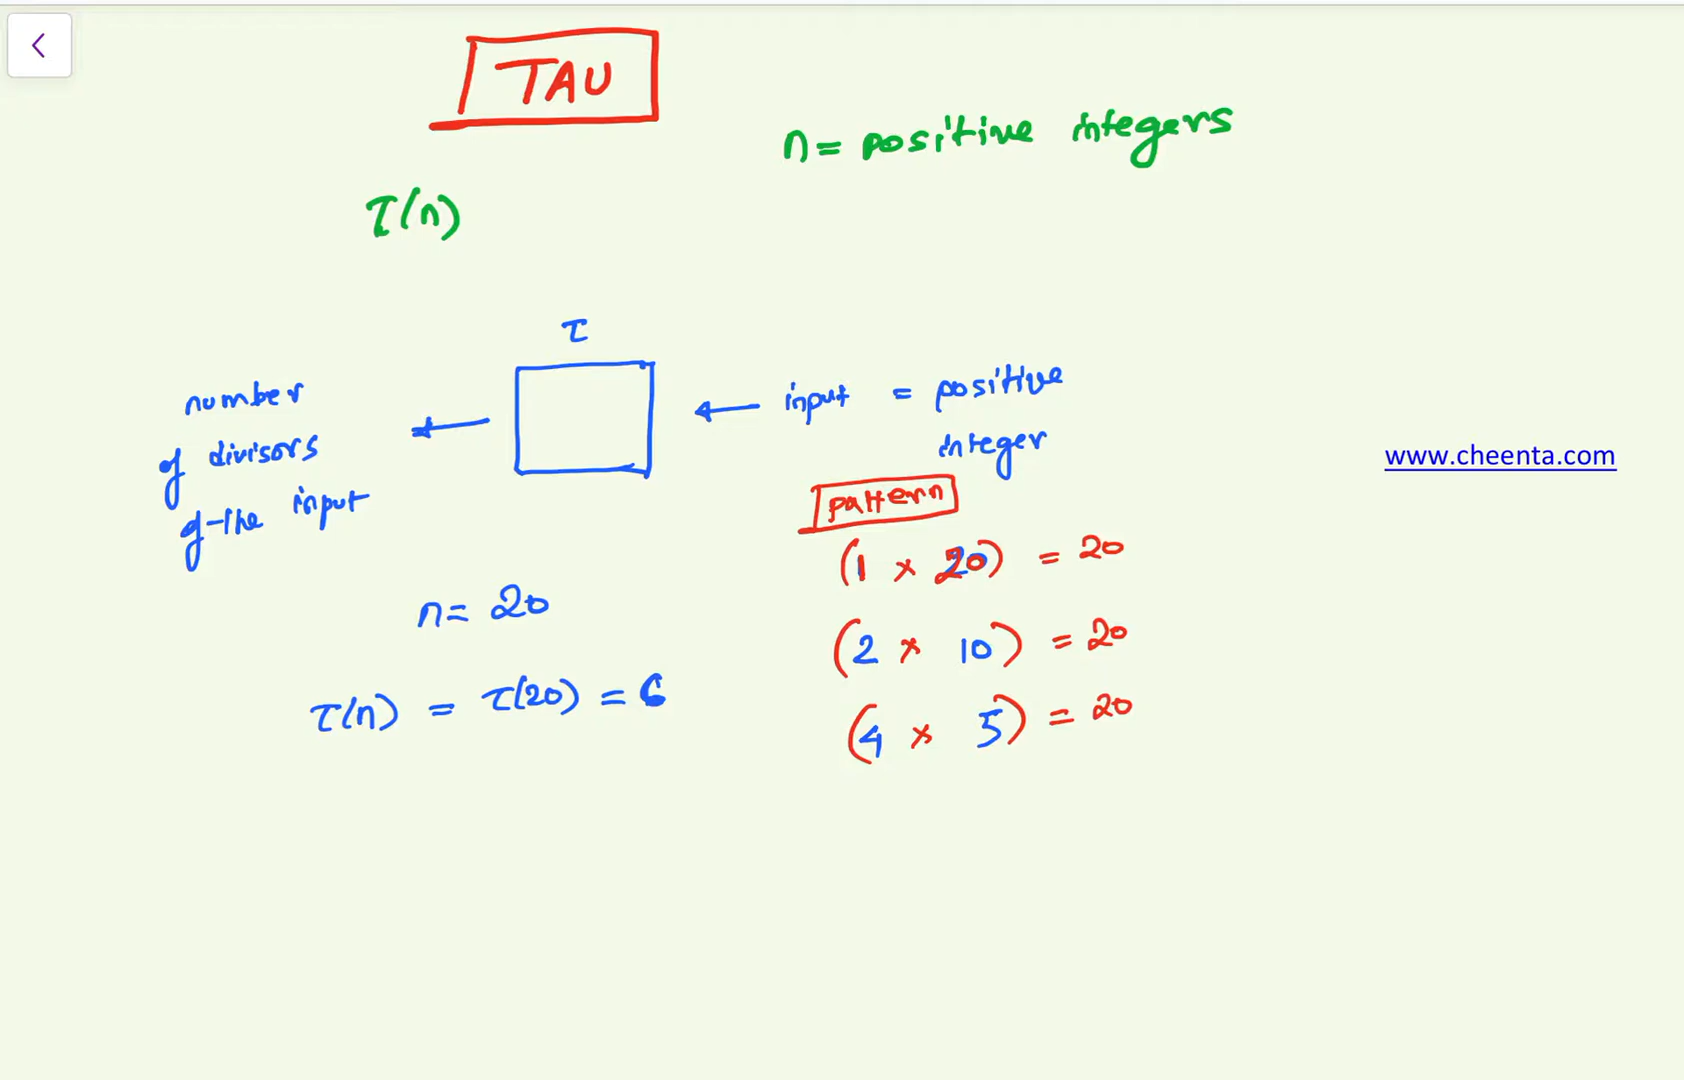 TAU
n = positive integers
τ(n)
τ
number
of divisors
of the input
input = positive
integer
www.cheenta.com
pattern
(1 × 20) = 20
n = 20
(2 × 10) = 20
τ(n) = τ(20) = 6
(4 × 5) = 20